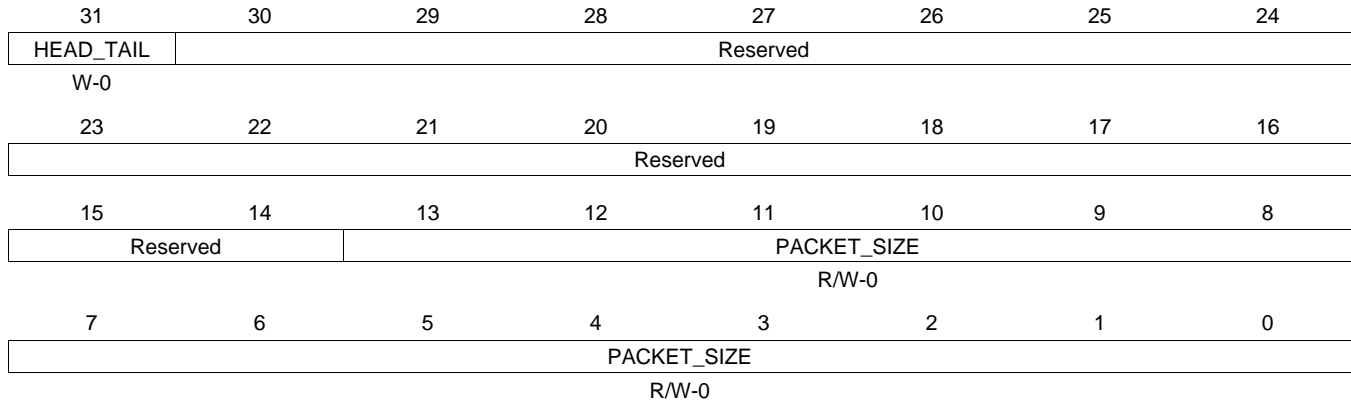 31 30 29 28 27 26 25 24
HEAD_TAIL Reserved
W-0
23 22 21 20 19 18 17 16
Reserved
15 14 13 12 11 10 9 8
Reserved PACKET_SIZE
R/W-0
7 6 5 4 3 2 1 0
PACKET_SIZE
R/W-0